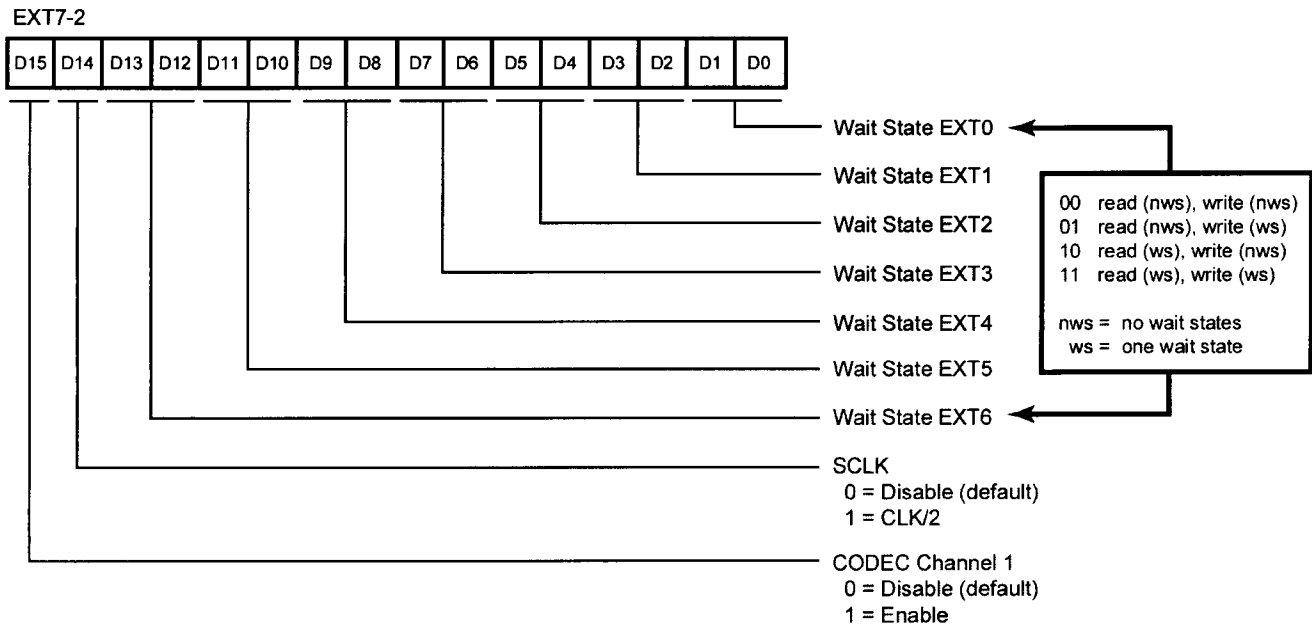 EXT7-2
D15 D14 D13 D12 D11 D10 D9 D8 D7 D6 D5 D4 D3 D2 D1 D0
Wait State EXT0
Wait State EXT1
Wait State EXT2
Wait State EXT3
Wait State EXT4
Wait State EXT5
Wait State EXT6
00 read (nws), write (nws)
01 read (nws), write (ws)
10 read (ws), write (nws)
11 read (ws), write (ws)
nws = no wait states
ws = one wait state
SCLK
0 = Disable (default)
1 = CLK/2
CODEC Channel 1
0 = Disable (default)
1 = Enable